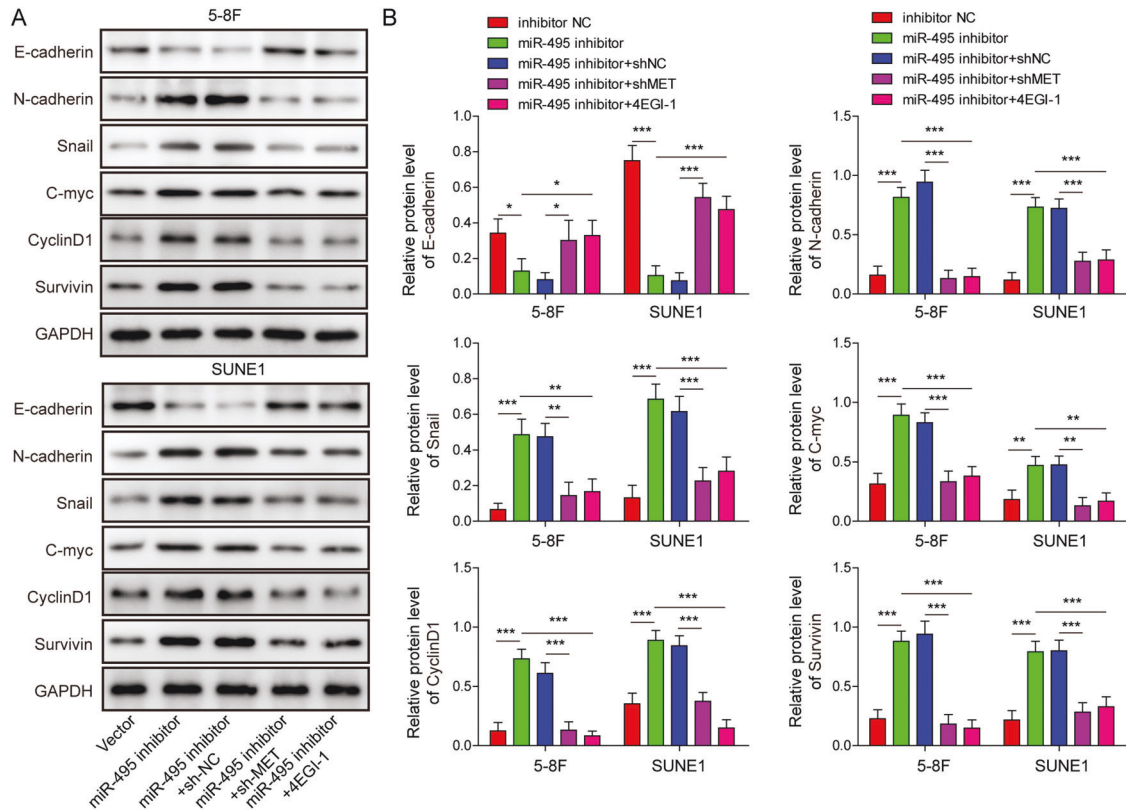 A
5-8F
E-cadherin
N-cadherin
Snail
C-myc
CyclinD1
Survivin
GAPDH
SUNE1
E-cadherin
N-cadherin
Snail
C-myc
CyclinD1
Survivin
GAPDH
Vector
miR-495 inhibitor
miR-495 inhibitor
+sh-NC
miR-495 inhibitor
+sh-MET
miR-495 inhibitor
+4EGI-1
B
inhibitor NC
miR-495 inhibitor
miR-495 inhibitor+shNC
miR-495 inhibitor+shMET
miR-495 inhibitor+4EGI-1
Relative protein level
of E-cadherin
1.0
0.8
0.6
0.4
0.2
0.0
* * *
*** *** ***
5-8F SUNE1
inhibitor NC
miR-495 inhibitor
miR-495 inhibitor+shNC
miR-495 inhibitor+shMET
miR-495 inhibitor+4EGI-1
Relative protein level
of N-cadherin
1.5
1.0
0.5
0.0
*** *** ***
*** *** ***
5-8F SUNE1
Relative protein level
of Snail
1.0
0.8
0.6
0.4
0.2
0.0
*** ** **
*** *** ***
5-8F SUNE1
Relative protein level
of C-myc
1.5
1.0
0.5
0.0
*** *** ***
** ** **
5-8F SUNE1
Relative protein level
of CyclinD1
1.5
1.0
0.5
0.0
*** *** ***
*** *** ***
5-8F SUNE1
Relative protein level
of Survivin
1.5
1.0
0.5
0.0
*** *** ***
*** *** ***
5-8F SUNE1